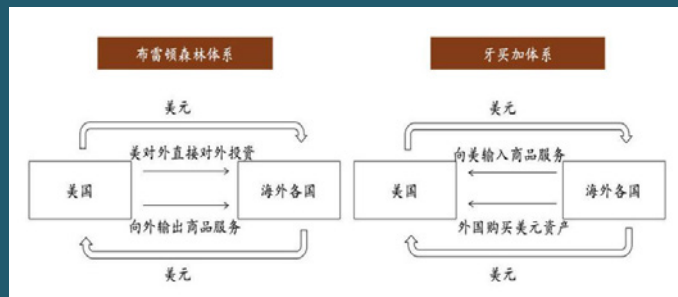 布雷顿森林体系
美元
美对外直接对外投资
美国
海外各国
向外输出商品服务
美元
牙买加体系
美元
向美输入商品服务
美国
海外各国
外国购买美元资产
美元